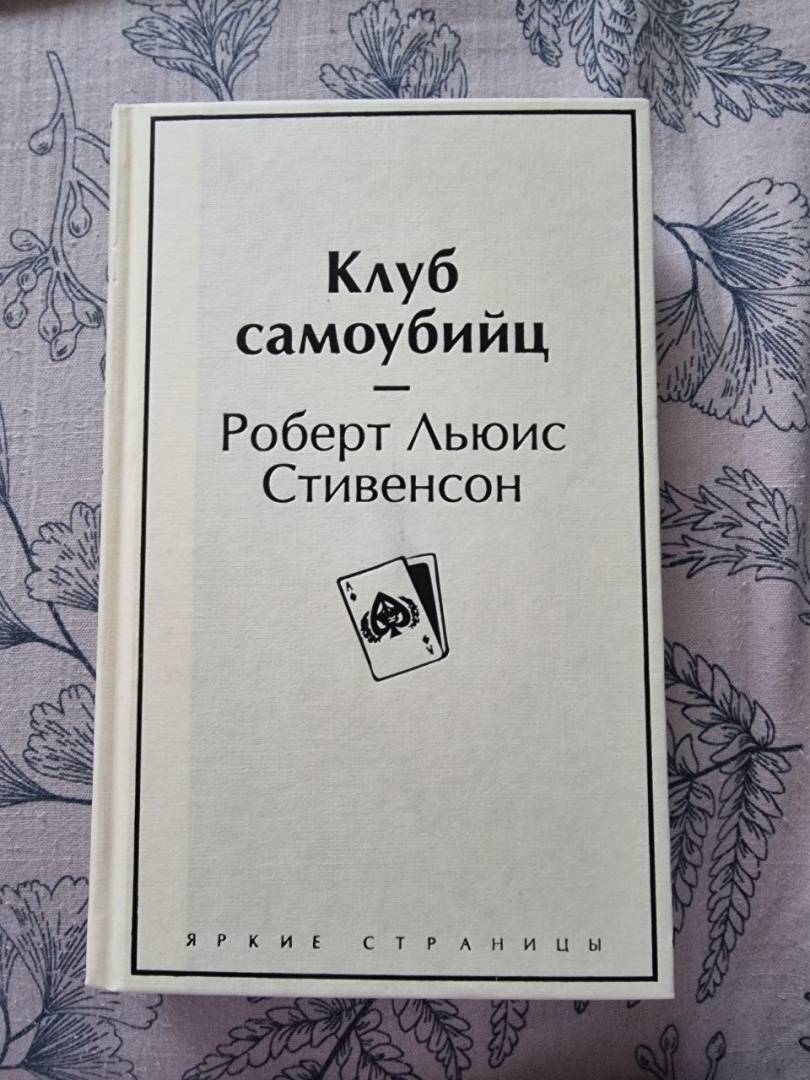 Клуб
самоубийц
–
Роберт Льюис
Стивенсон
A
A
ЯРКИЕ СТРАНИЦЫ